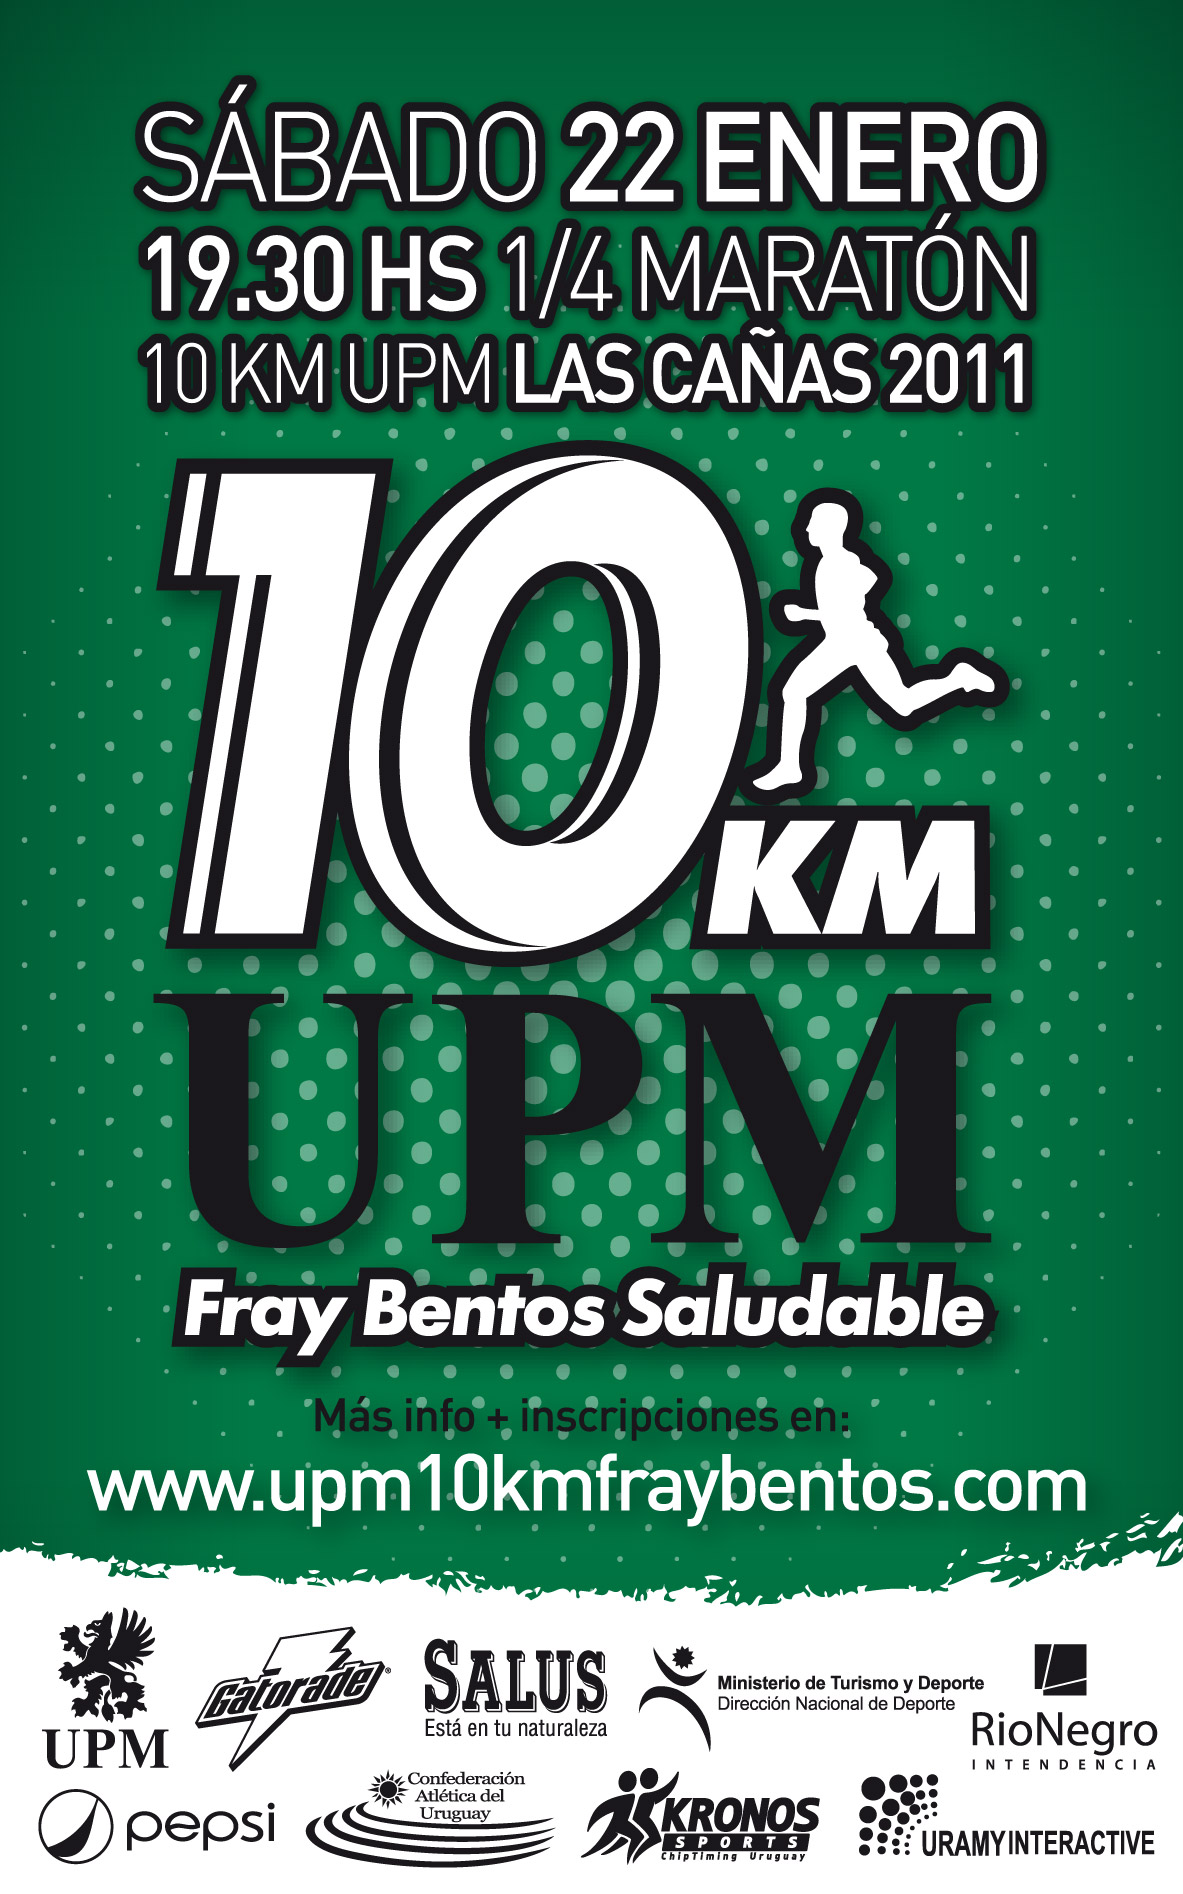 SÁBADO 22 ENERO
19.30 HS 1/4 MARATÓN
10 KM UPM LAS CAÑAS 2011
10 KM
UPM
Fray Bentos Saludable
Más info + inscripciones en:
www.upm10kmfraybentos.com
UPM
Gatorade®
SALUS
Está en tu naturaleza
Ministerio de Turismo y Deporte
Dirección Nacional de Deporte
RioNegro
INTENDENCIA
pepsi
Confederación
Atlética del
Uruguay
KRONOS
SPORTS
ChipTiming Uruguay
URAMYINTERACTIVE